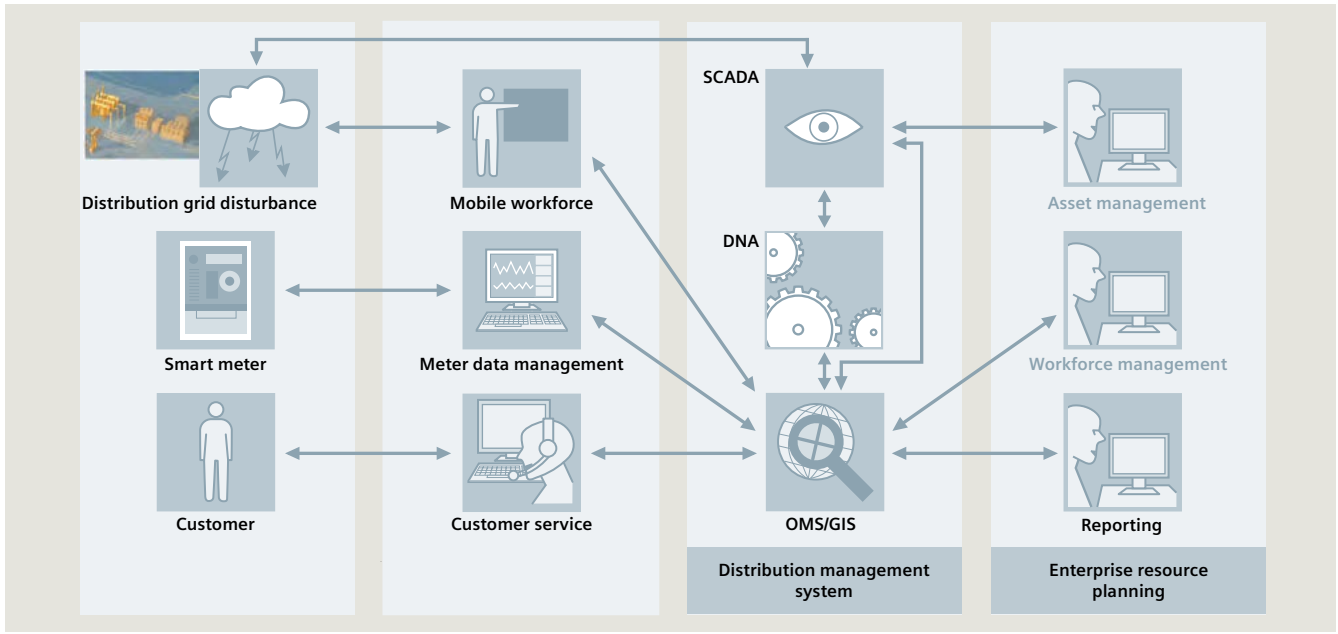 SCADA
Distribution grid disturbance
Mobile workforce
Asset management
DNA
Smart meter
Meter data management
Workforce management
Customer
Customer service
OMS/GIS
Reporting
Distribution management
system
Enterprise resource
planning